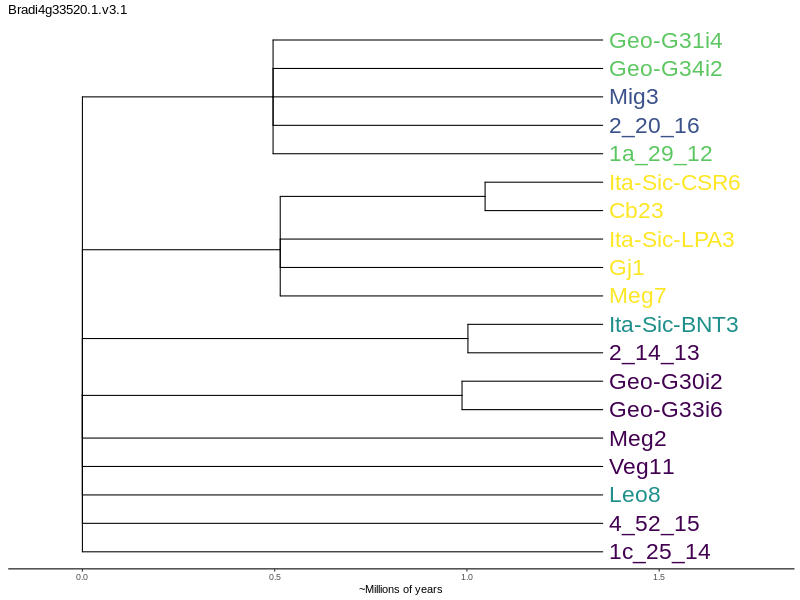 Bradi4g33520.1.v3.1
Geo-G31i4
Geo-G34i2
Mig3
2_20_16
1a_29_12
Ita-Sic-CSR6
Cb23
Ita-Sic-LPA3
Gj1
Meg7
Ita-Sic-BNT3
2_14_13
Geo-G30i2
Geo-G33i6
Meg2
Veg11
Leo8
4_52_15
1c_25_14
0.0 0.5 1.0 1.5
~Millions of years